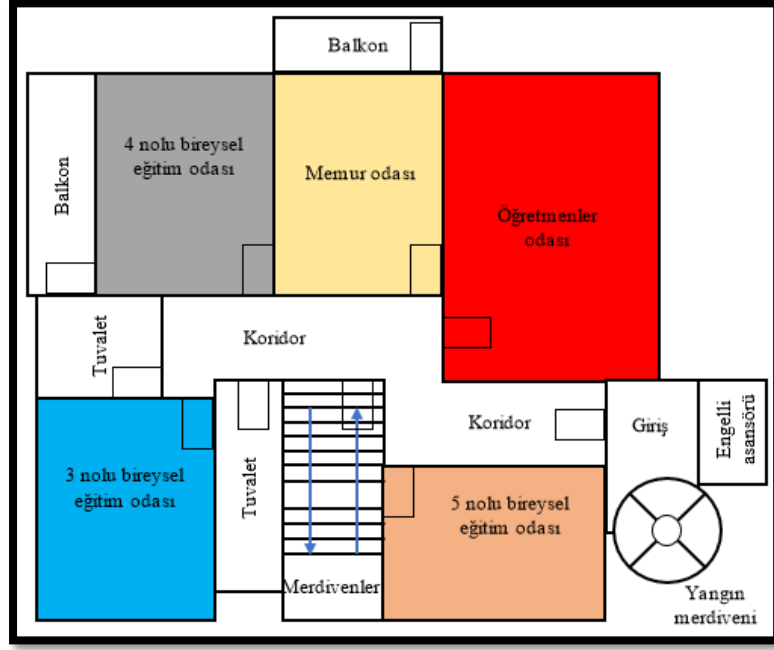 Balkon
4 nolu bireysel
eğitim odası
Memur odası
Balkon
Öğretmenler
odası
Tuvalet
Koridor
Koridor
Giriş
Engelli
asansörü
3 nolu bireysel
eğitim odası
Tuvalet
5 nolu bireysel
eğitim odası
Merdivenler
Yangın
merdiveni